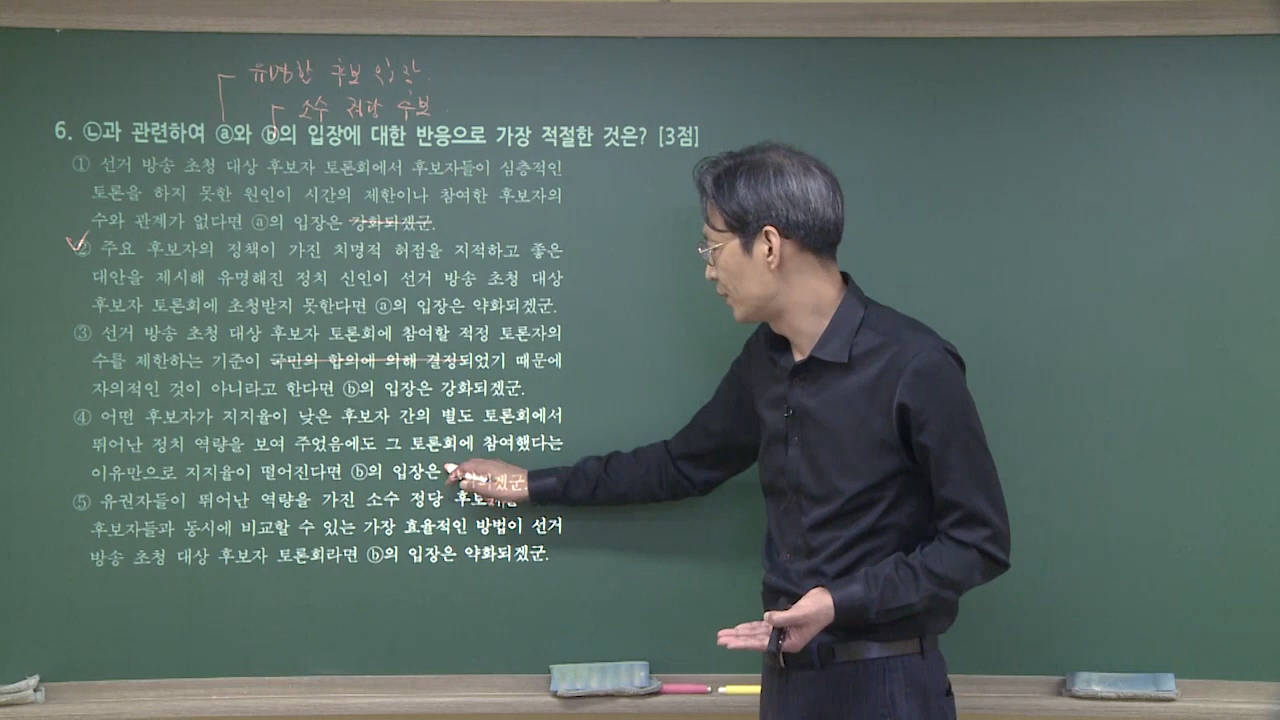 유명한 후보 입장
소수 정당 후보
6. ㉡과 관련하여 ⓐ와 ⓑ의 입장에 대한 반응으로 가장 적절한 것은? [3점]
① 선거 방송 초청 대상 후보자 토론회에서 후보자들이 심층적인
토론을 하지 못한 원인이 시간의 제한이나 참여한 후보자의
수와 관계가 없다면 ⓐ의 입장은 강화되겠군.
② 주요 후보자의 정책이 가진 치명적 허점을 지적하고 좋은
대안을 제시해 유명해진 정치 신인이 선거 방송 초청 대상
후보자 토론회에 초청받지 못한다면 ⓐ의 입장은 약화되겠군.
③ 선거 방송 초청 대상 후보자 토론회에 참여할 적정 토론자의
수를 제한하는 기준이 국민의 합의에 의해 결정되었기 때문에
자의적인 것이 아니라고 한다면 ⓑ의 입장은 강화되겠군.
④ 어떤 후보자가 지지율이 낮은 후보자 간의 별도 토론회에서
뛰어난 정치 역량을 보여 주었음에도 그 토론회에 참여했다는
이유만으로 지지율이 떨어진다면 ⓑ의 입장은
⑤ 유권자들이 뛰어난 역량을 가진 소수 정당
후보자들과 동시에 비교할 수 있는 가장 효율적인 방법이 선거
방송 초청 대상 후보자 토론회라면 ⓑ의 입장은 약화되겠군.